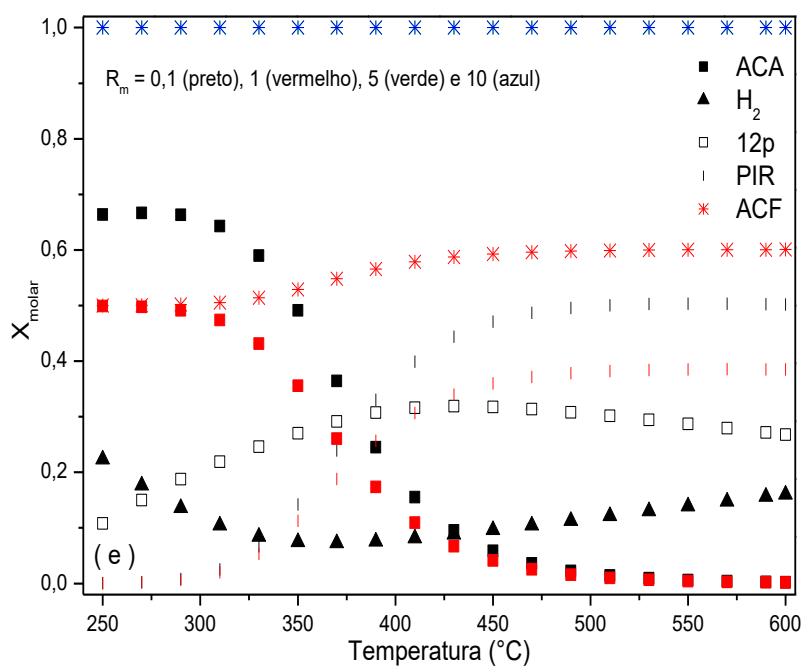 1,0
R_m = 0,1 (preto), 1 (vermelho), 5 (verde) e 10 (azul)
ACA
H_2
12p
PIR
ACF
0,8
0,6
0,4
0,2
0,0
X_molar
(e)
250 300 350 400 450 500 550 600
Temperatura (°C)